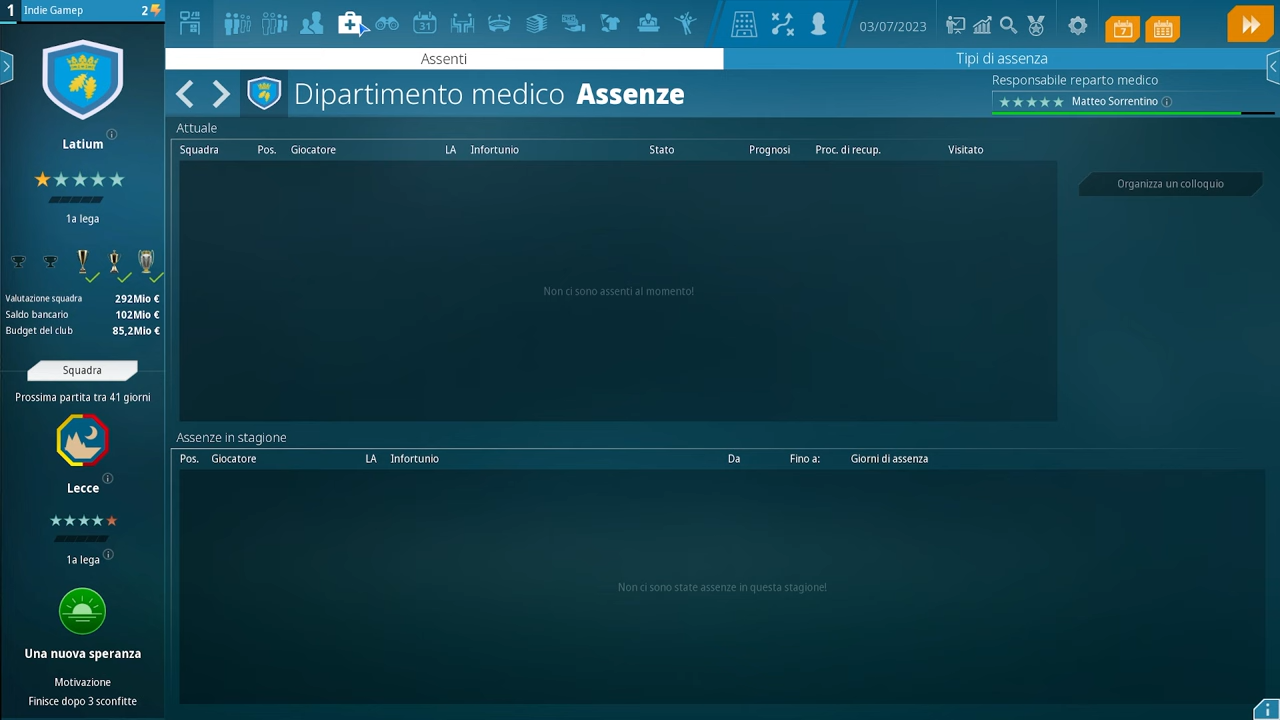 1 Indie Gamep 2
31
03/07/2023
7
Assenti
Tipi di assenza
Dipartimento medico Assenze
Responsabile reparto medico
Matteo Sorrentino
Latium
1a lega
Valutazione squadra 292Mio €
Saldo bancario 102Mio €
Budget del club 85,2Mio €
Squadra
Prossima partita tra 41 giorni
Lecce
1a lega
Una nuova speranza
Motivazione
Finisce dopo 3 sconfitte
Attuale
Squadra Pos. Giocatore LA Infortunio Stato Prognosi Proc. di recup. Visitato
Organizza un colloquio
Non ci sono assenti al momento!
Assenze in stagione
Pos. Giocatore LA Infortunio Da Fino a: Giorni di assenza
Non ci sono state assenze in questa stagione!